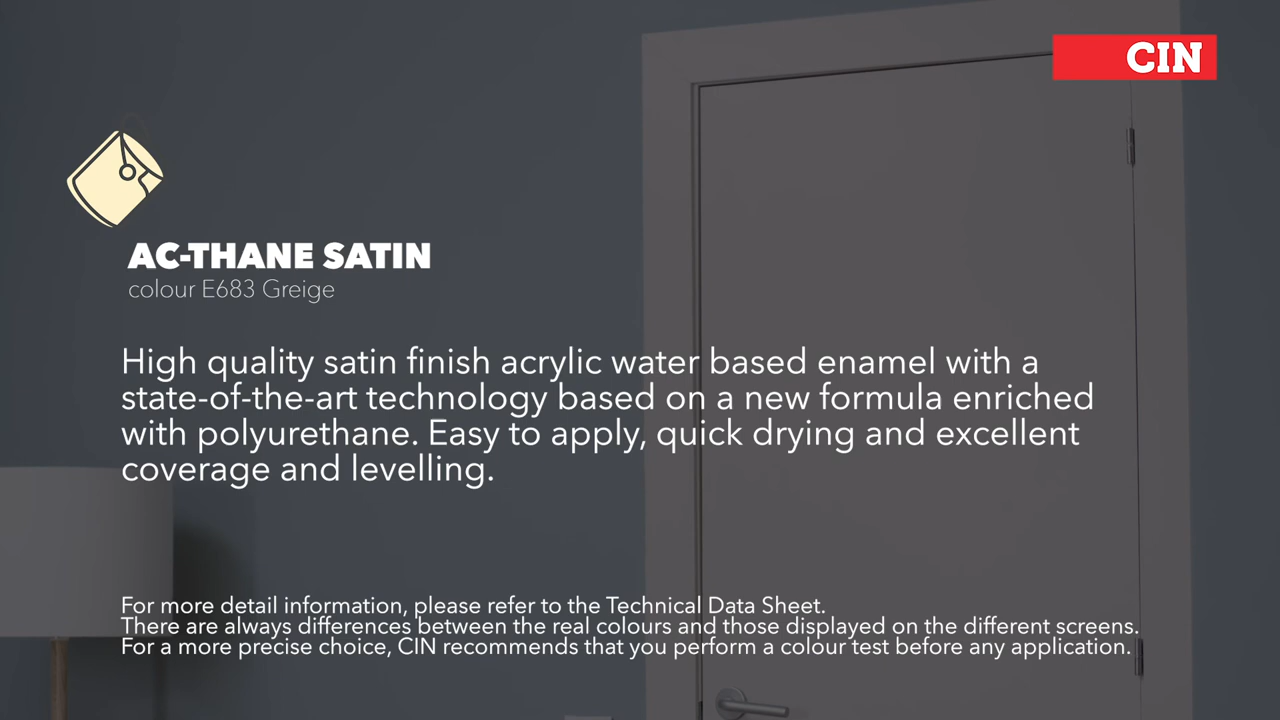 CIN
AC-THANE SATIN
colour E683 Greige
High quality satin finish acrylic water based enamel with a
state-of-the-art technology based on a new formula enriched
with polyurethane. Easy to apply, quick drying and excellent
coverage and levelling.
For more detail information, please refer to the Technical Data Sheet.
There are always differences between the real colours and those displayed on the different screens.
For a more precise choice, CIN recommends that you perform a colour test before any application.